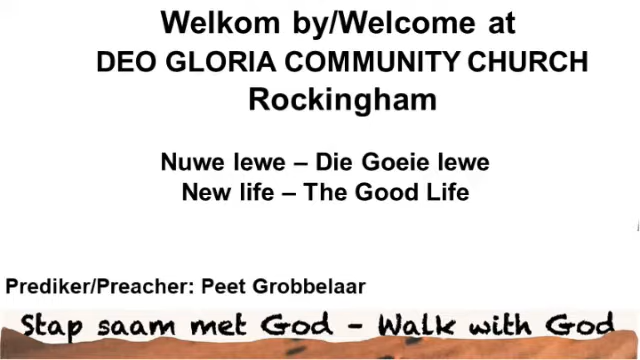 Welkom by/Welcome at
DEO GLORIA COMMUNITY CHURCH
Rockingham
Nuwe lewe – Die Goeie lewe
New life – The Good Life
Prediker/Preacher: Peet Grobbelaar
Stap saam met God – Walk with God